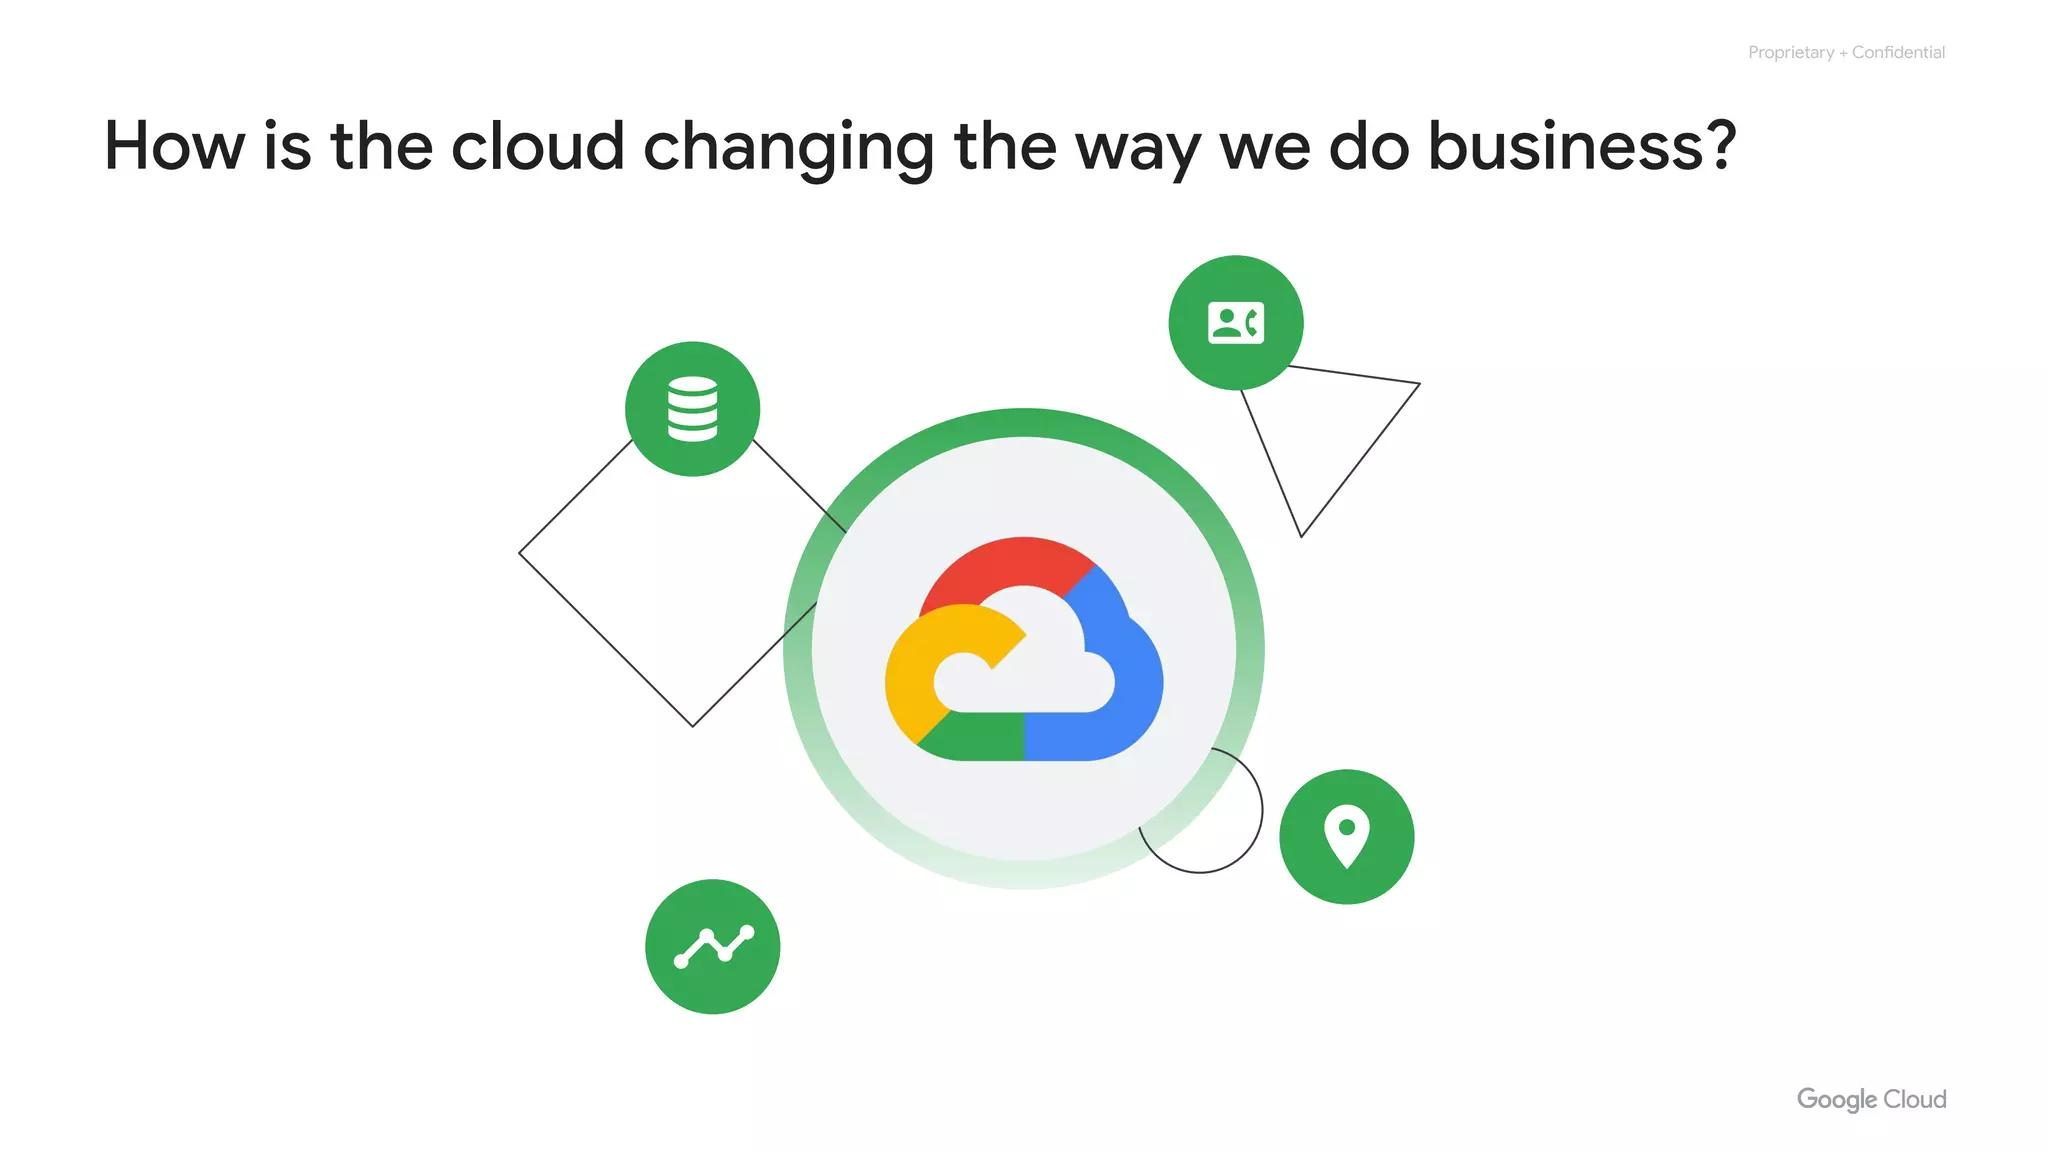 Proprietary + Confidential
How is the cloud changing the way we do business?
Google Cloud